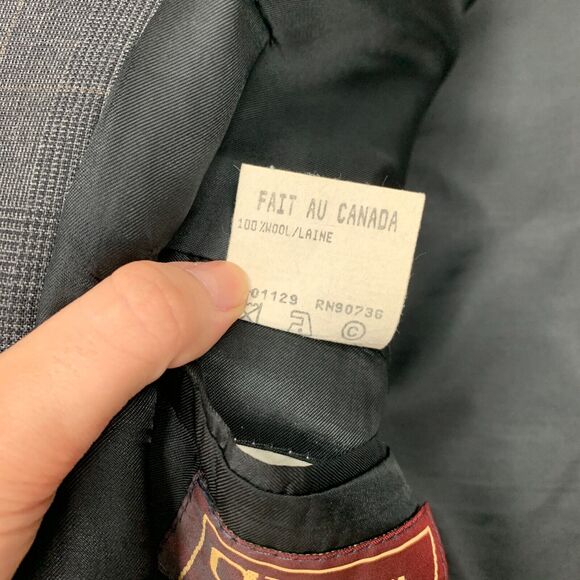 FAIT AU CANADA
100%WOOL/LAINE
01129 RN90736